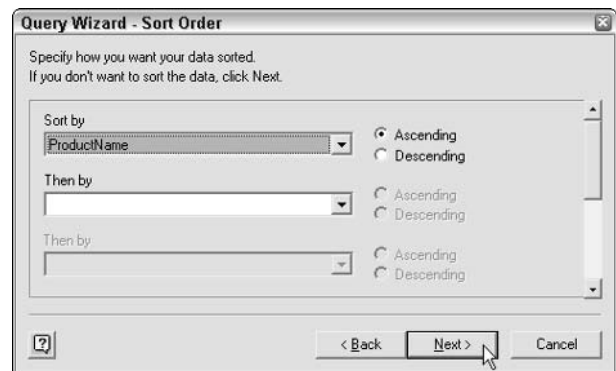 Query Wizard - Sort Order
Specify how you want your data sorted.
If you don't want to sort the data, click Next.
Sort by
ProductName
Ascending
Descending
Then by
Ascending
Descending
Then by
Ascending
Descending
?
< Back
Next >
Cancel